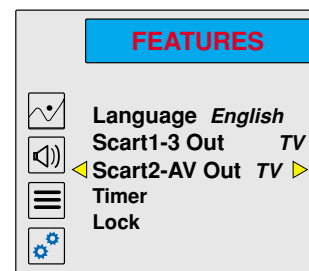 FEATURES
Language English
Scart1-3 Out TV
Scart2-AV Out TV
Timer
Lock